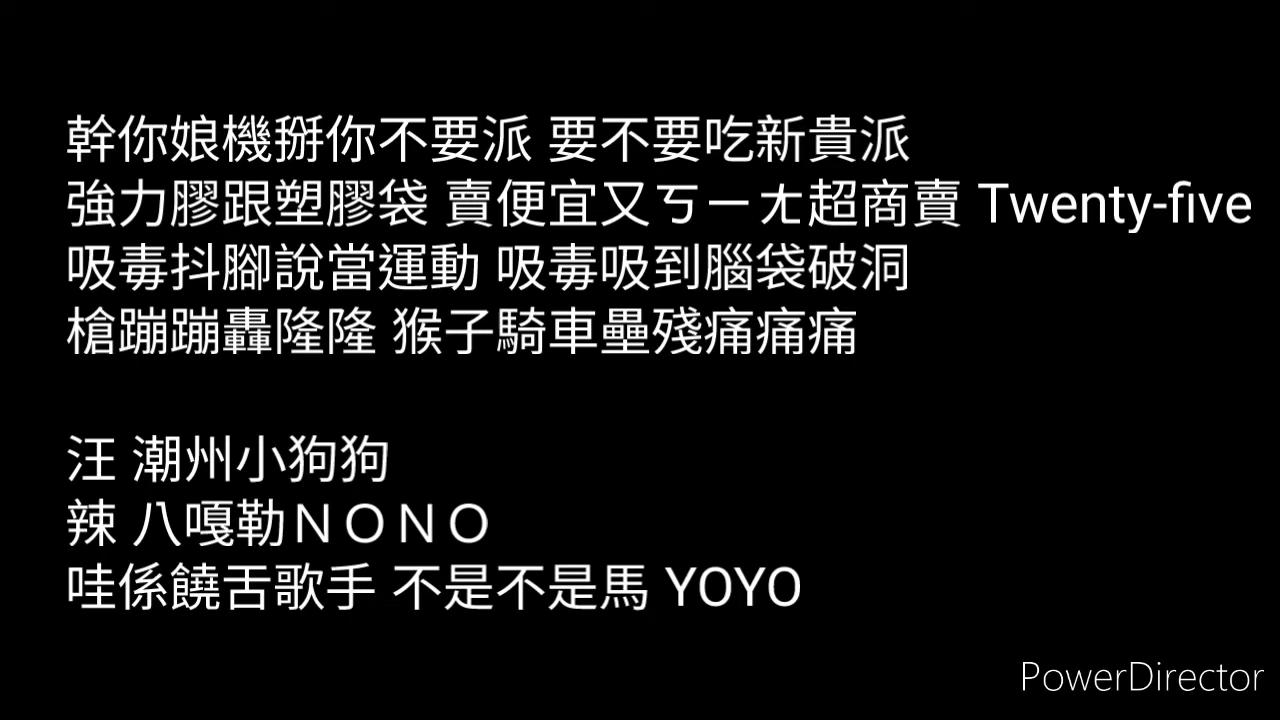 幹你娘機掰你不要派 要不要吃新貴派
強力膠跟塑膠袋 賣便宜又ㄎㄧㄤ超商賣 Twenty-five
吸毒抖腳說當運動 吸毒吸到腦袋破洞
槍蹦蹦轟隆隆 猴子騎車壘殘痛痛痛
汪 潮州小狗狗
辣 八嘎勒ＮＯＮＯ
哇係饒舌歌手 不是不是馬 YOYO
PowerDirector